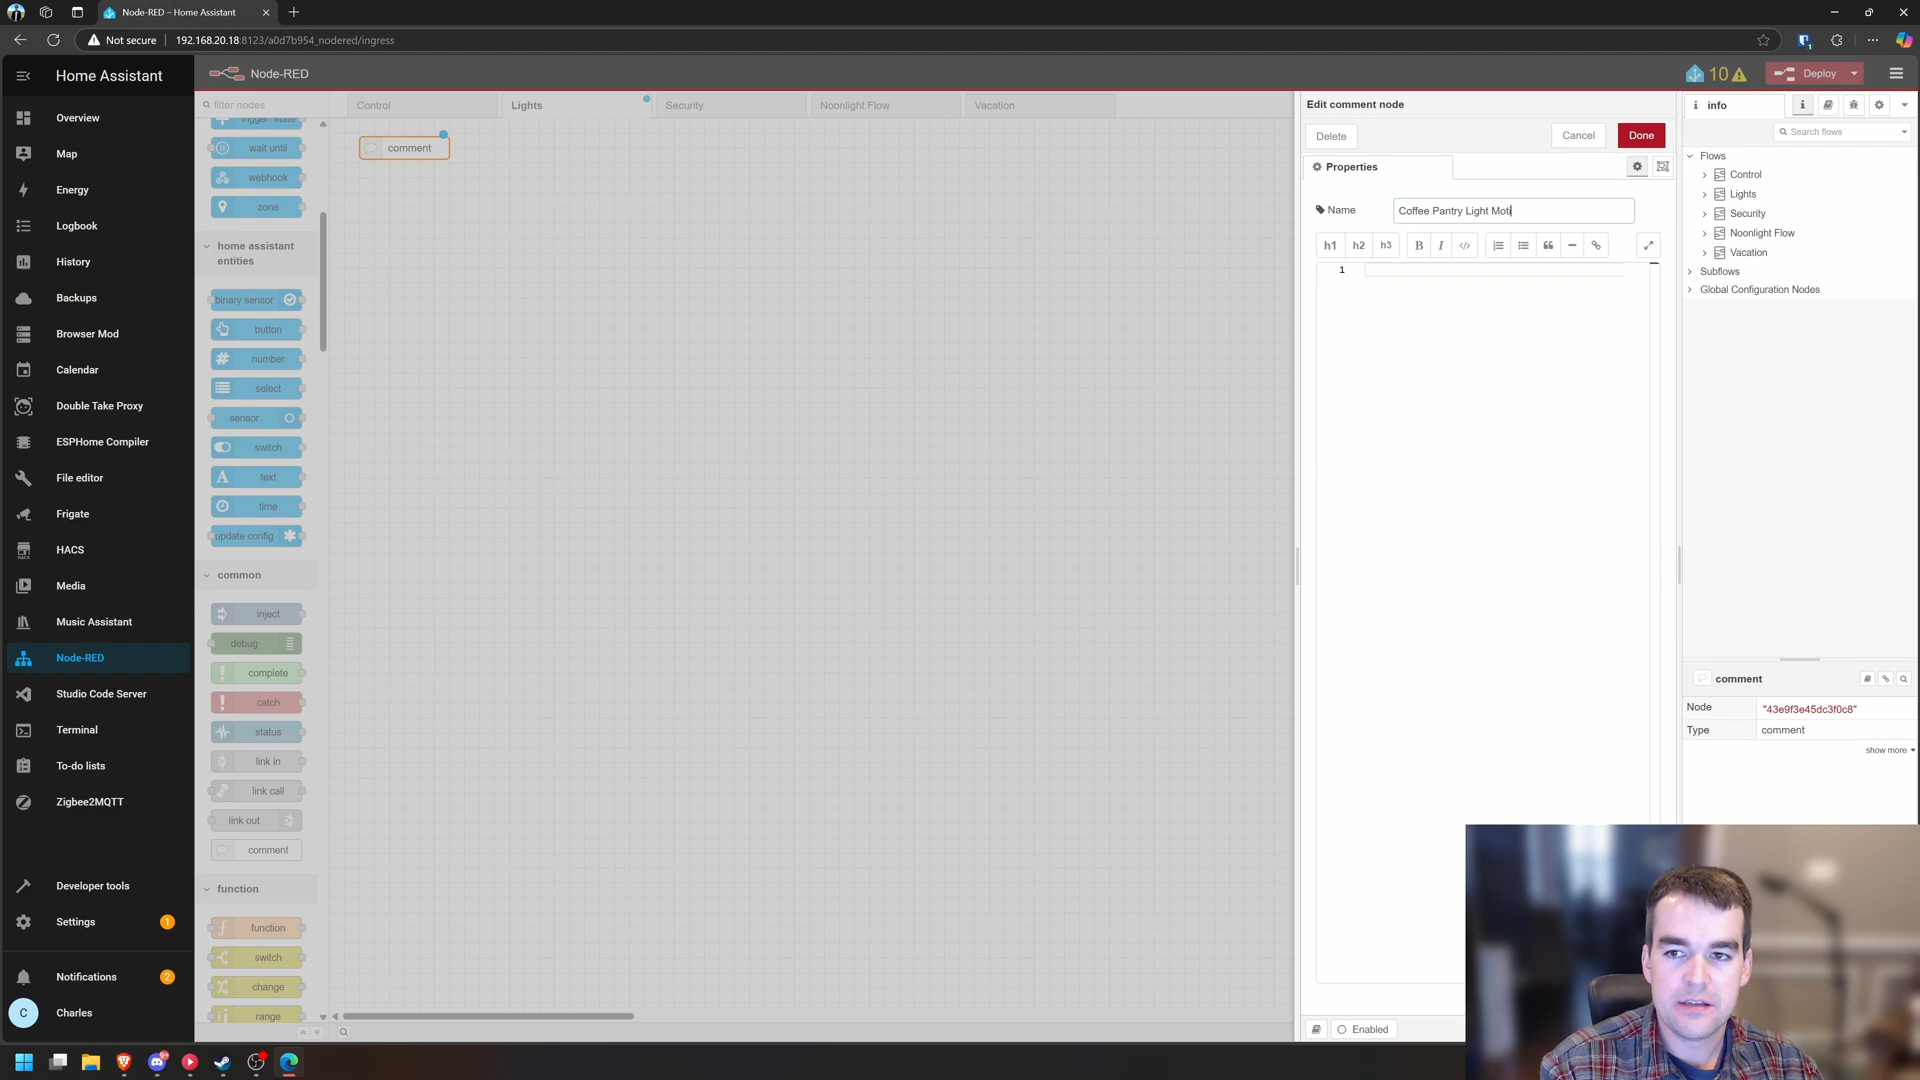 Node-RED – Home Assistant
Not secure
192.168.20.18:8123/a0d7b954_nodered/ingress
1
Home Assistant
Overview
Map
Energy
Logbook
History
Backups
Browser Mod
Calendar
Double Take Proxy
ESPHome Compiler
File editor
Frigate
HACS
Media
Music Assistant
Node-RED
Studio Code Server
Terminal
To-do lists
Zigbee2MQTT
Developer tools
Settings 1
Notifications 2
C Charles
Node-RED
10
Deploy
filter nodes
trigger: state
wait until
webhook
zone
home assistant
entities
binary sensor
button
number
select
sensor
switch
text
time
update config
common
inject
debug
complete
catch
status
link in
link call
link out
comment
function
function
switch
change
range
Control
Lights
Security
Noonlight Flow
Vacation
comment
Edit comment node
Delete
Cancel
Done
Properties
Name
Coffee Pantry Light Moti
h1 h2 h3 B I </>
1
Enabled
info
Search flows
Flows
Control
Lights
Security
Noonlight Flow
Vacation
Subflows
Global Configuration Nodes
comment
Node "43e9f3e45dc3f0c8"
Type comment
show more